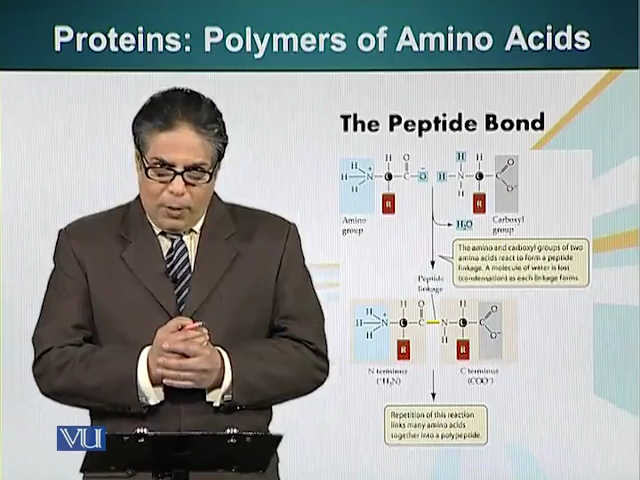 Proteins: Polymers of Amino Acids
The Peptide Bond
H H O H H O
H N + C C O - H N C C
H R H R O -
Amino
group
H2O
Carboxyl
group
The amino and carboxyl groups of two
amino acids react to form a peptide
linkage. A molecule of water is lost
(condensation) as each linkage forms.
Peptide
linkage
H H O H O
H N + C C N C C
H R H R O -
N terminus
(+H3N)
C terminus
(COO-)
Repetition of this reaction
links many amino acids
together into a polypeptide.
VU